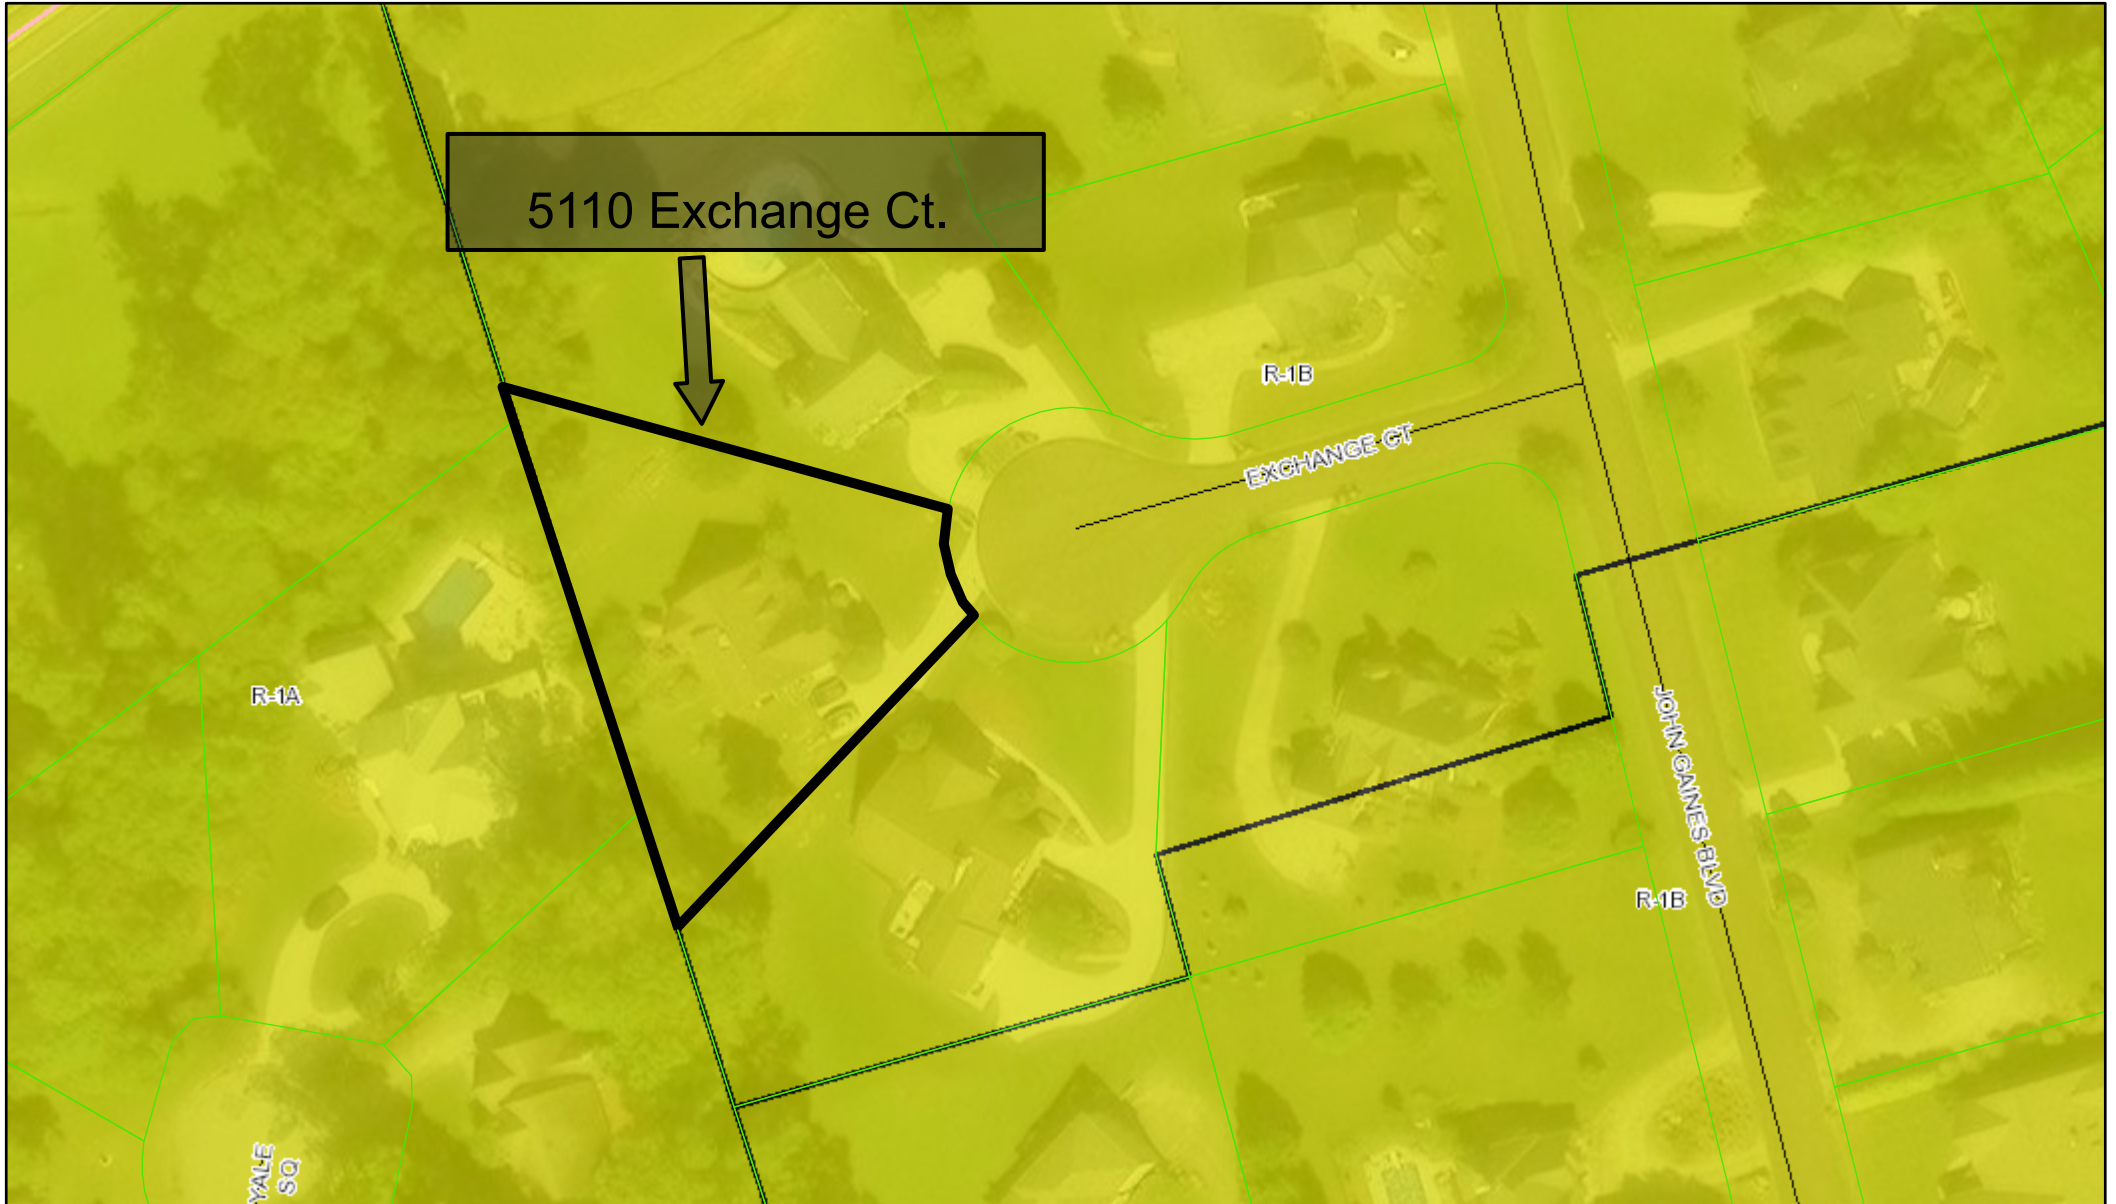 5110 Exchange Ct.
R-1B
EXCHANGE CT
R-1A
JOHN GAINES BLVD
R-1B
YALE
SQ